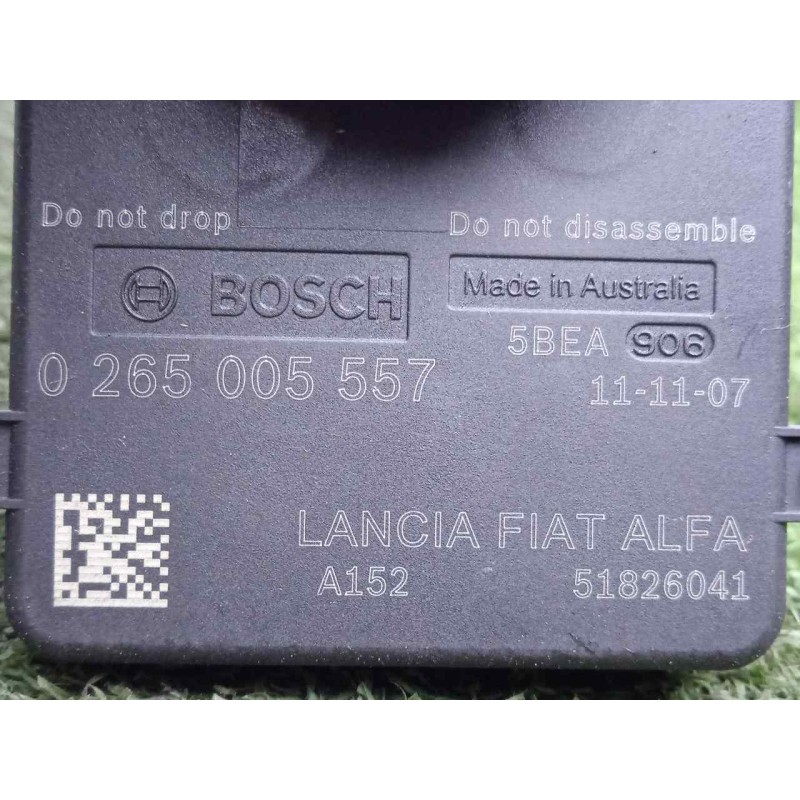 Do not drop
Do not disassemble
BOSCH
Made in Australia
5BEA 906
0 265 005 557
11-11-07
LANCIA FIAT ALFA
A152
51826041